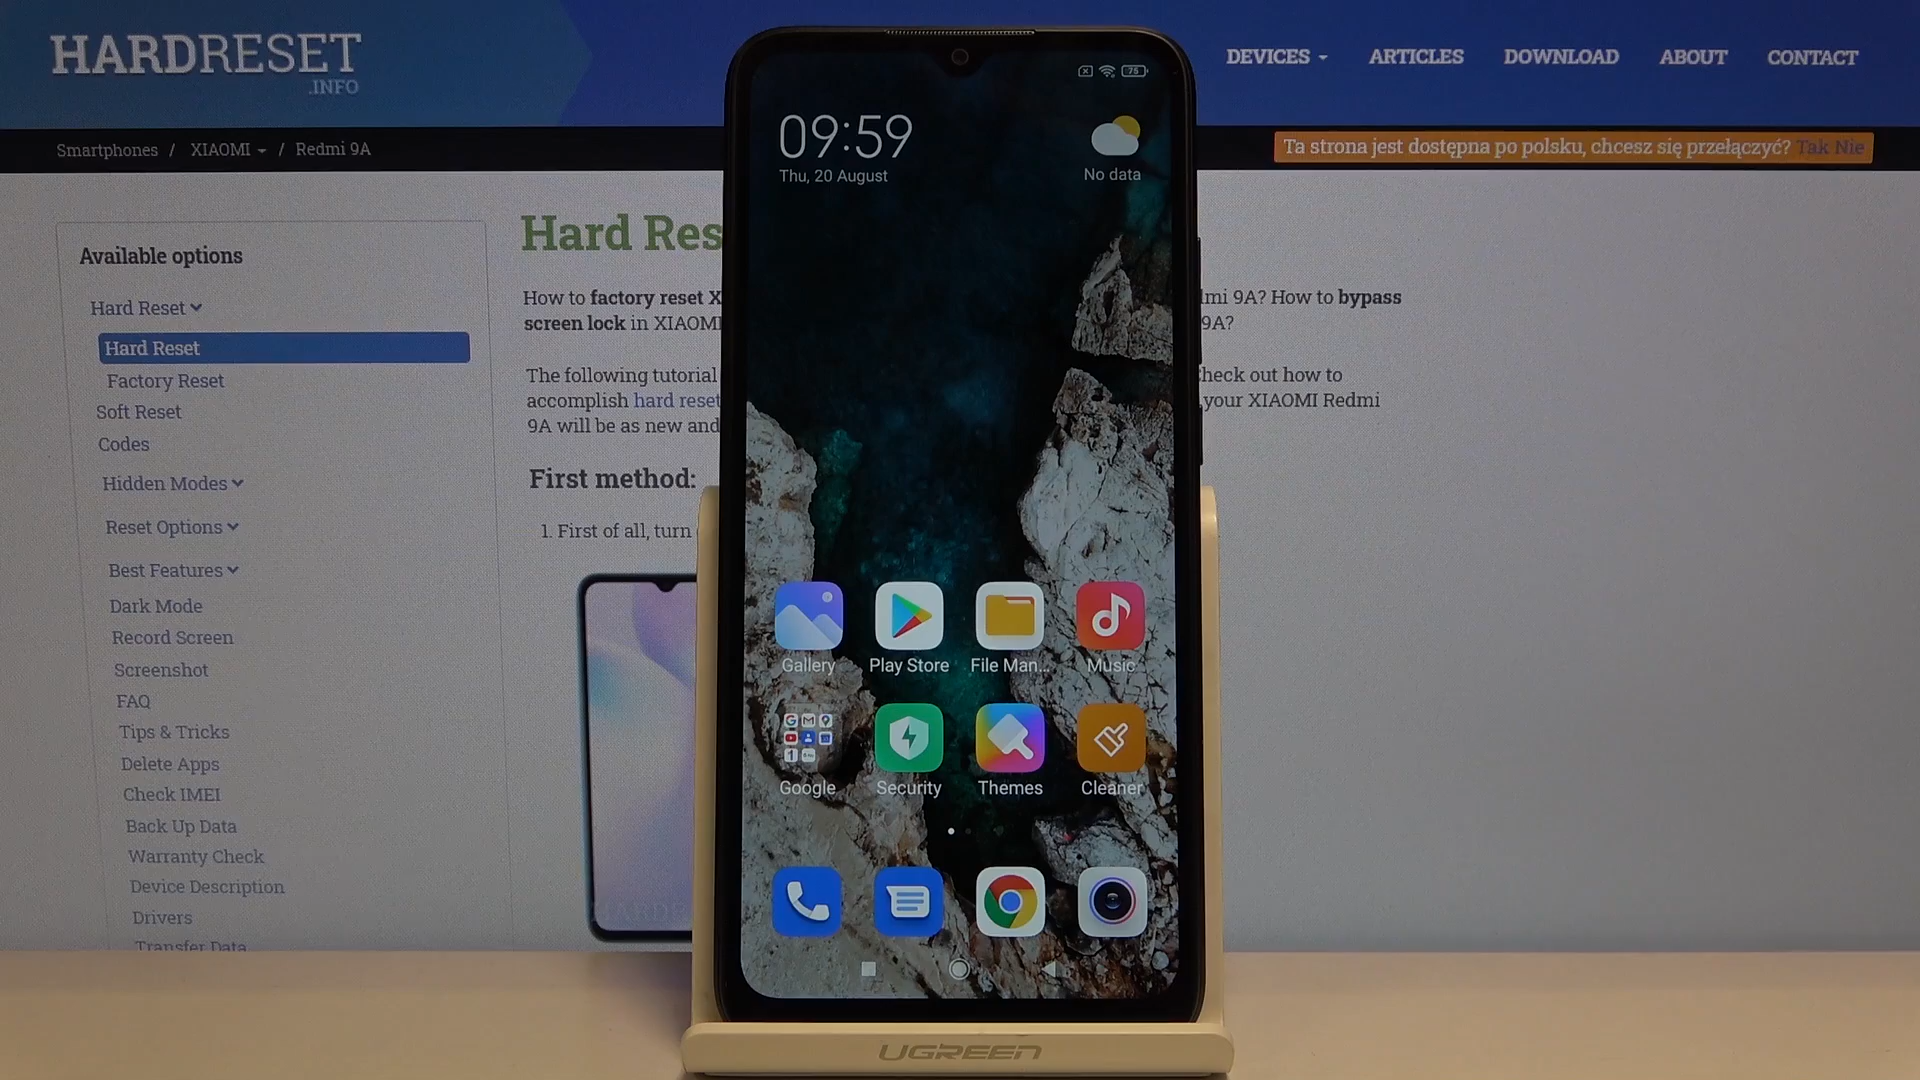 HARDRESET
.INFO
DEVICES
ARTICLES
DOWNLOAD
ABOUT
CONTACT
Smartphones / XIAOMI / Redmi 9A
Ta strona jest dostępna po polsku, chcesz się przełączyć? Tak Nie
Available options
Hard Reset
Hard Reset
Factory Reset
Soft Reset
Codes
Hidden Modes
Reset Options
Best Features
Dark Mode
Record Screen
Screenshot
FAQ
Tips & Tricks
Delete Apps
Check IMEI
Back Up Data
Warranty Check
Device Description
Drivers
Transfer Data
Hard Res
How to factory reset X
lmi 9A? How to bypass
screen lock in XIAOMI
9A?
The following tutorial
Check out how to
accomplish hard reset
your XIAOMI Redmi
9A will be as new and
First method:
1. First of all, turn
75
09:59
Thu, 20 August
No data
Gallery
Play Store
File Man...
Music
Google
Security
Themes
Cleaner
UGREEN